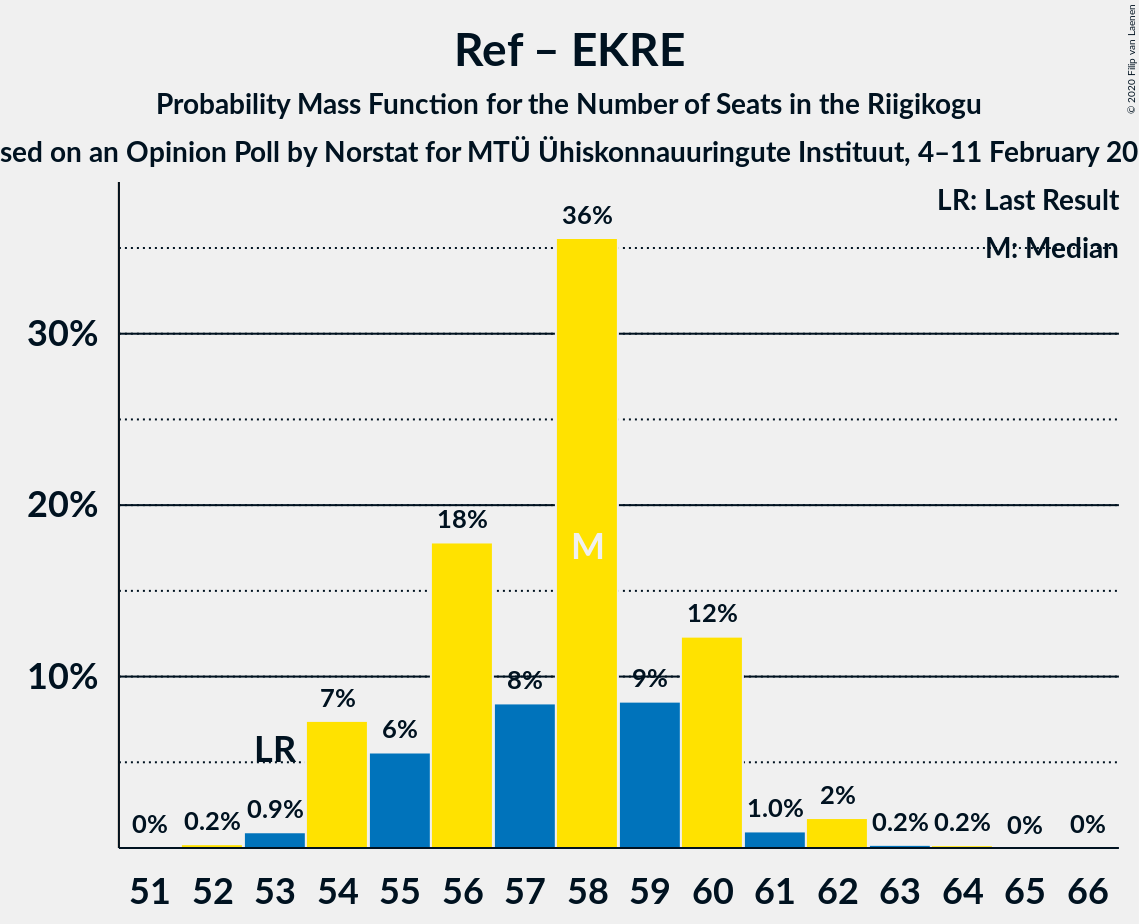 Ref – EKRE
Probability Mass Function for the Number of Seats in the Riigikogu
sed on an Opinion Poll by Norstat for MTÜ Ühiskonnauuringute Instituut, 4–11 February 20
© 2020 Filip van Laenen
LR: Last Result
M: Median
36%
30%
20%
18%
M
12%
10%
8%
9%
7%
6%
LR
0%
0.2%
0.9%
1.0%
2%
0.2%
0.2%
0%
0%
51 52 53 54 55 56 57 58 59 60 61 62 63 64 65 66